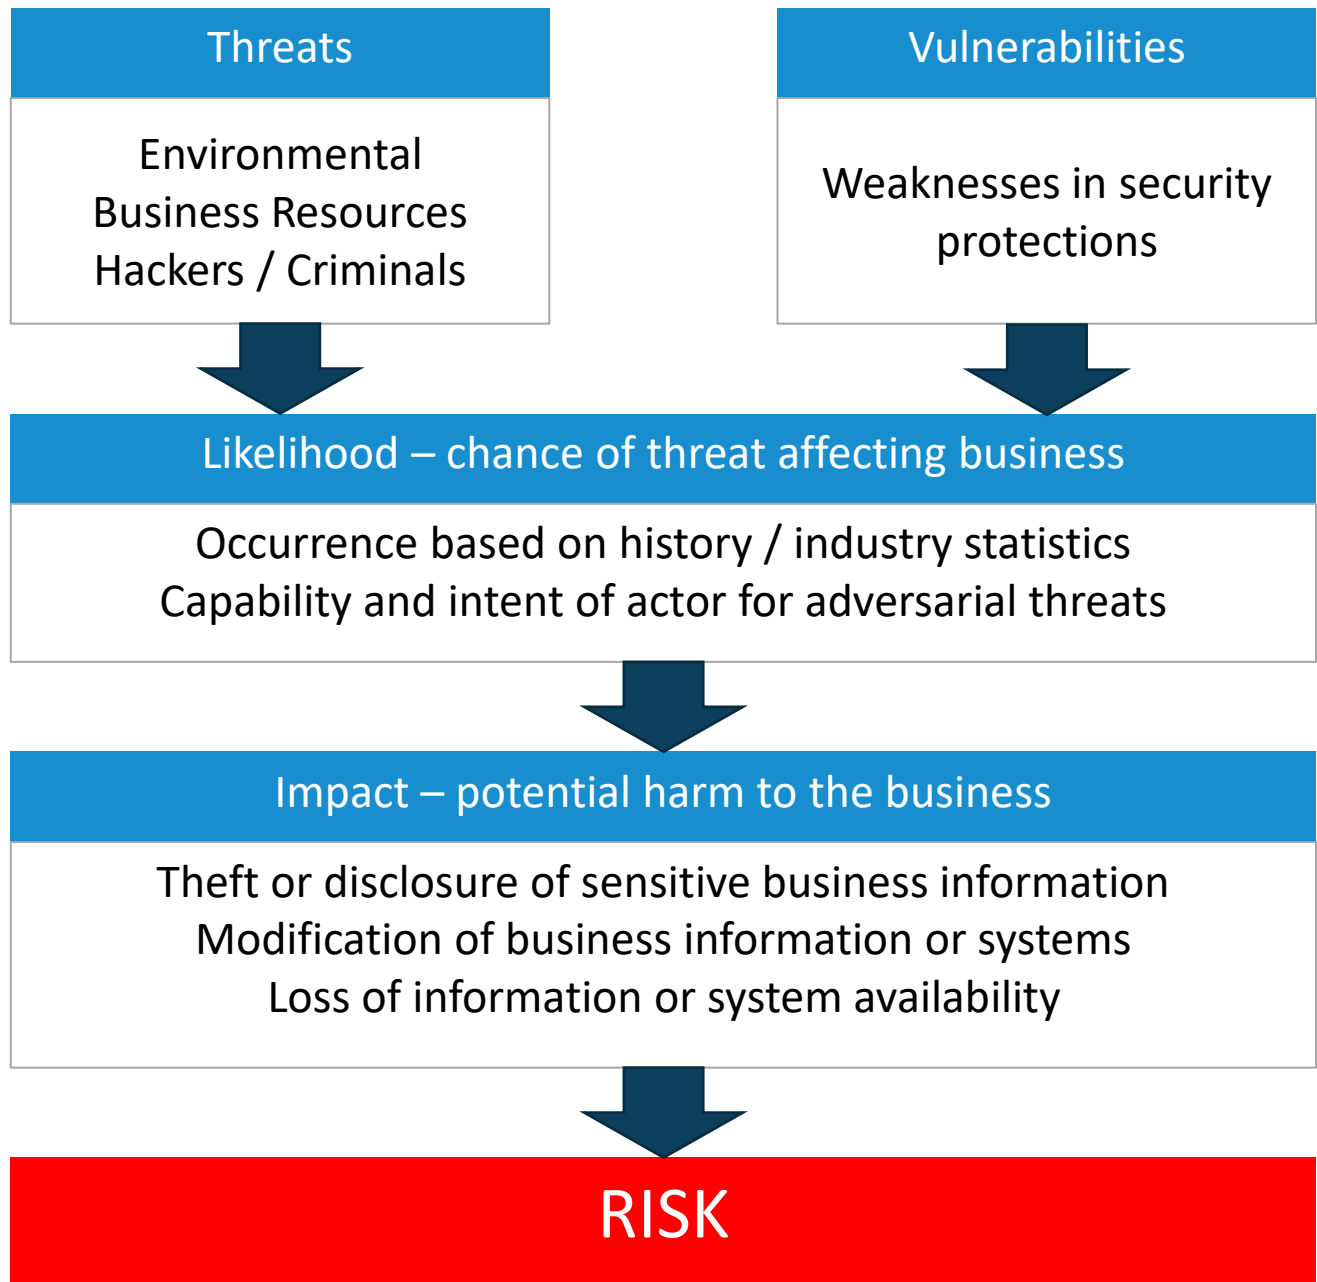 Threats
Environmental
Business Resources
Hackers / Criminals
Vulnerabilities
Weaknesses in security
protections
Likelihood – chance of threat affecting business
Occurrence based on history / industry statistics
Capability and intent of actor for adversarial threats
Impact – potential harm to the business
Theft or disclosure of sensitive business information
Modification of business information or systems
Loss of information or system availability
RISK